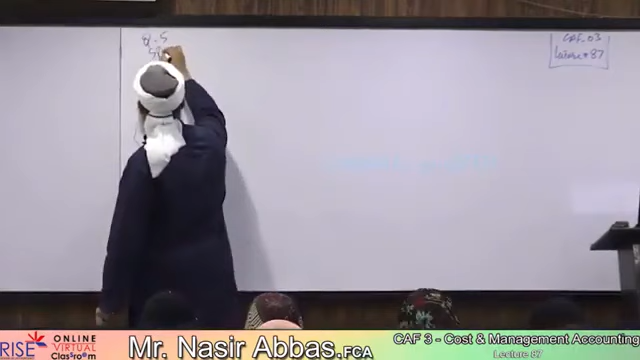 Q-5
CAF-03
Lecture # 87
RISE
ONLINE
VIRTUAL
Classroom
Mr. Nasir Abbas.FCA
CAF 3 - Cost & Management Accounting
Lecture 87